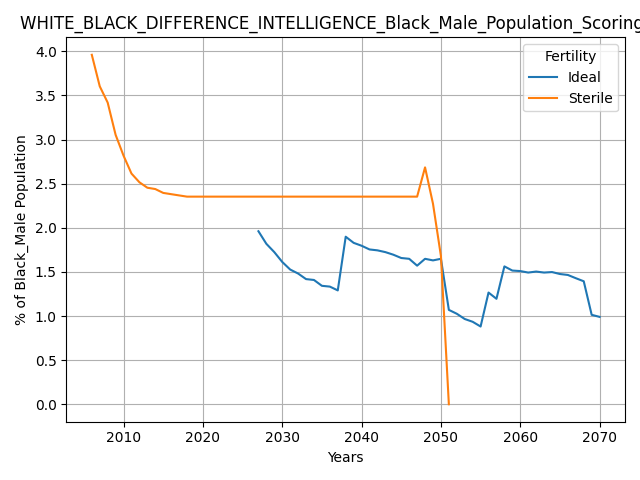 WHITE_BLACK_DIFFERENCE_INTELLIGENCE_Black_Male_Population_Scoring
Fertility
Ideal
Sterile
4.0
3.5
3.0
2.5
2.0
1.5
1.0
0.5
0.0
% of Black_Male Population
2010 2020 2030 2040 2050 2060 2070
Years